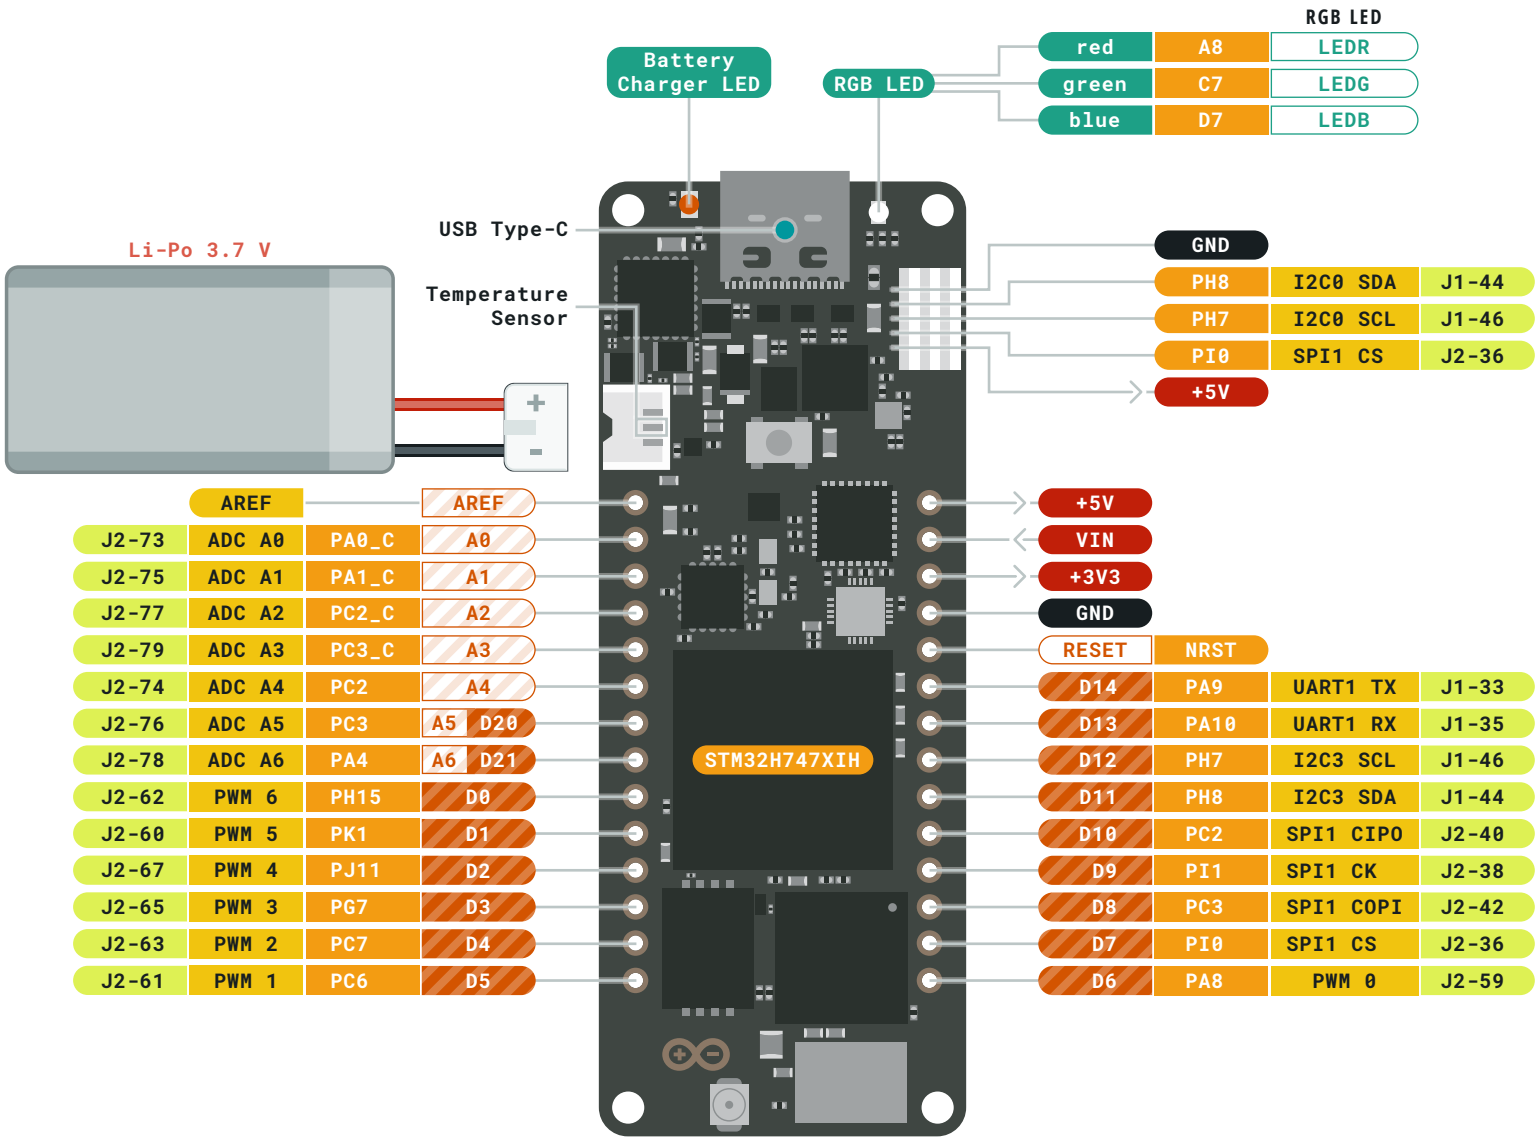 RGB LED
red A8 LEDR
green C7 LEDG
blue D7 LEDB
Battery
Charger LED
RGB LED
USB Type-C
Li-Po 3.7 V
Temperature
Sensor
+
-
GND
PH8 I2C0 SDA J1-44
PH7 I2C0 SCL J1-46
PI0 SPI1 CS J2-36
+5V
AREF AREF
J2-73 ADC A0 PA0_C A0
J2-75 ADC A1 PA1_C A1
J2-77 ADC A2 PC2_C A2
J2-79 ADC A3 PC3_C A3
J2-74 ADC A4 PC2 A4
J2-76 ADC A5 PC3 A5 D20
J2-78 ADC A6 PA4 A6 D21
J2-62 PWM 6 PH15 D0
J2-60 PWM 5 PK1 D1
J2-67 PWM 4 PJ11 D2
J2-65 PWM 3 PG7 D3
J2-63 PWM 2 PC7 D4
J2-61 PWM 1 PC6 D5
STM32H747XIH
+5V
VIN
+3V3
GND
RESET NRST
D14 PA9 UART1 TX J1-33
D13 PA10 UART1 RX J1-35
D12 PH7 I2C3 SCL J1-46
D11 PH8 I2C3 SDA J1-44
D10 PC2 SPI1 CIPO J2-40
D9 PI1 SPI1 CK J2-38
D8 PC3 SPI1 COPI J2-42
D7 PI0 SPI1 CS J2-36
D6 PA8 PWM 0 J2-59